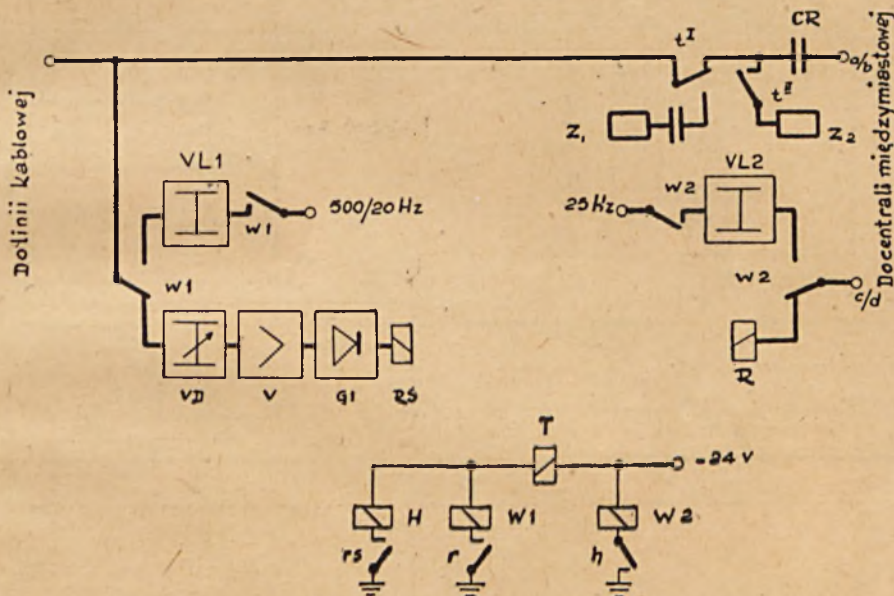 CR
t^I
a/b
t^II
Do linii kablowej
Do centrali międzymiastowej
Z₁
Z₂
VL1
VL2
w2
500/20 Hz
25 Hz
w1
w1
w2
c/d
VD
V
Gl
RS
R
T
-24 V
H
W1
W2
rs
r
h